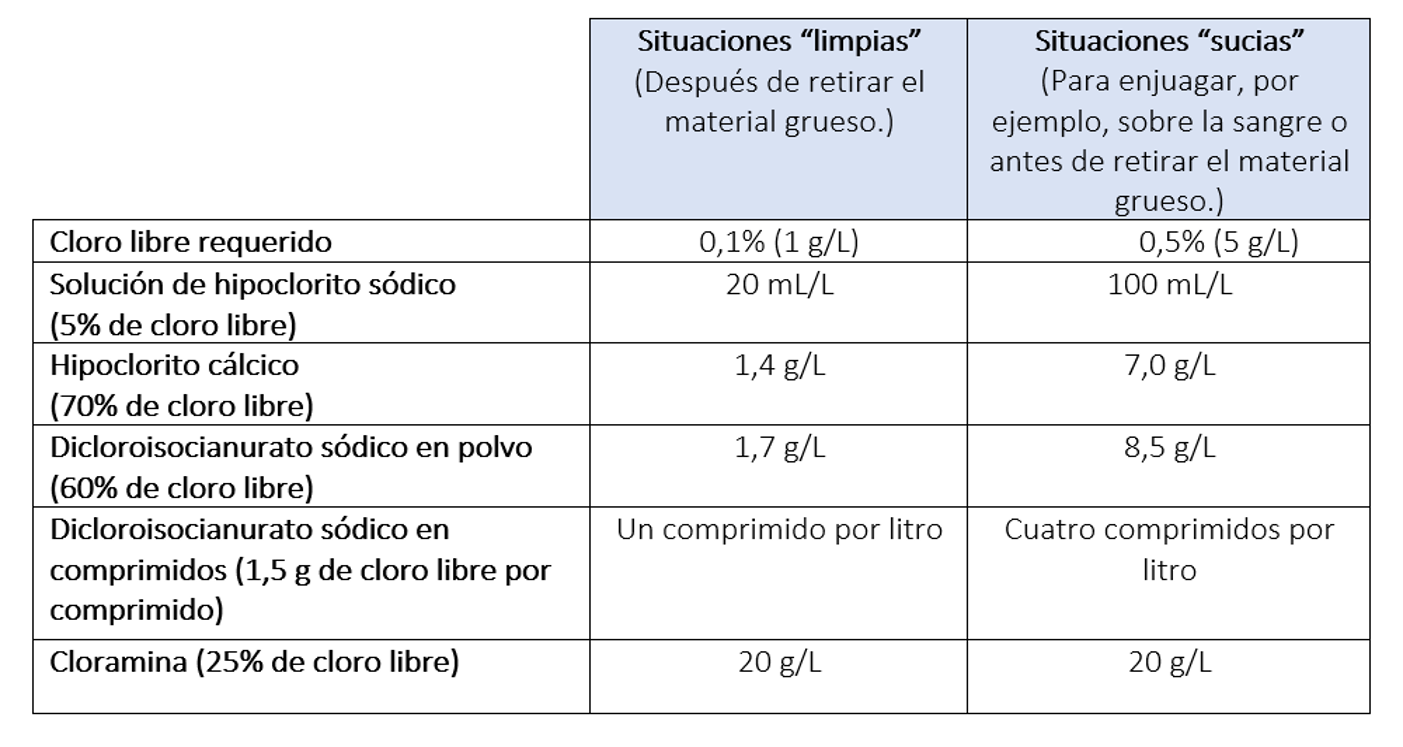 Situaciones “limpias”
(Después de retirar el
material grueso.)
Situaciones “sucias”
(Para enjuagar, por
ejemplo, sobre la sangre o
antes de retirar el material
grueso.)
Cloro libre requerido
0,1% (1 g/L)
0,5% (5 g/L)
Solución de hipoclorito sódico
(5% de cloro libre)
20 mL/L
100 mL/L
Hipoclorito cálcico
(70% de cloro libre)
1,4 g/L
7,0 g/L
Dicloroisocianurato sódico en polvo
(60% de cloro libre)
1,7 g/L
8,5 g/L
Dicloroisocianurato sódico en
comprimidos (1,5 g de cloro libre por
comprimido)
Un comprimido por litro
Cuatro comprimidos por
litro
Cloramina (25% de cloro libre)
20 g/L
20 g/L